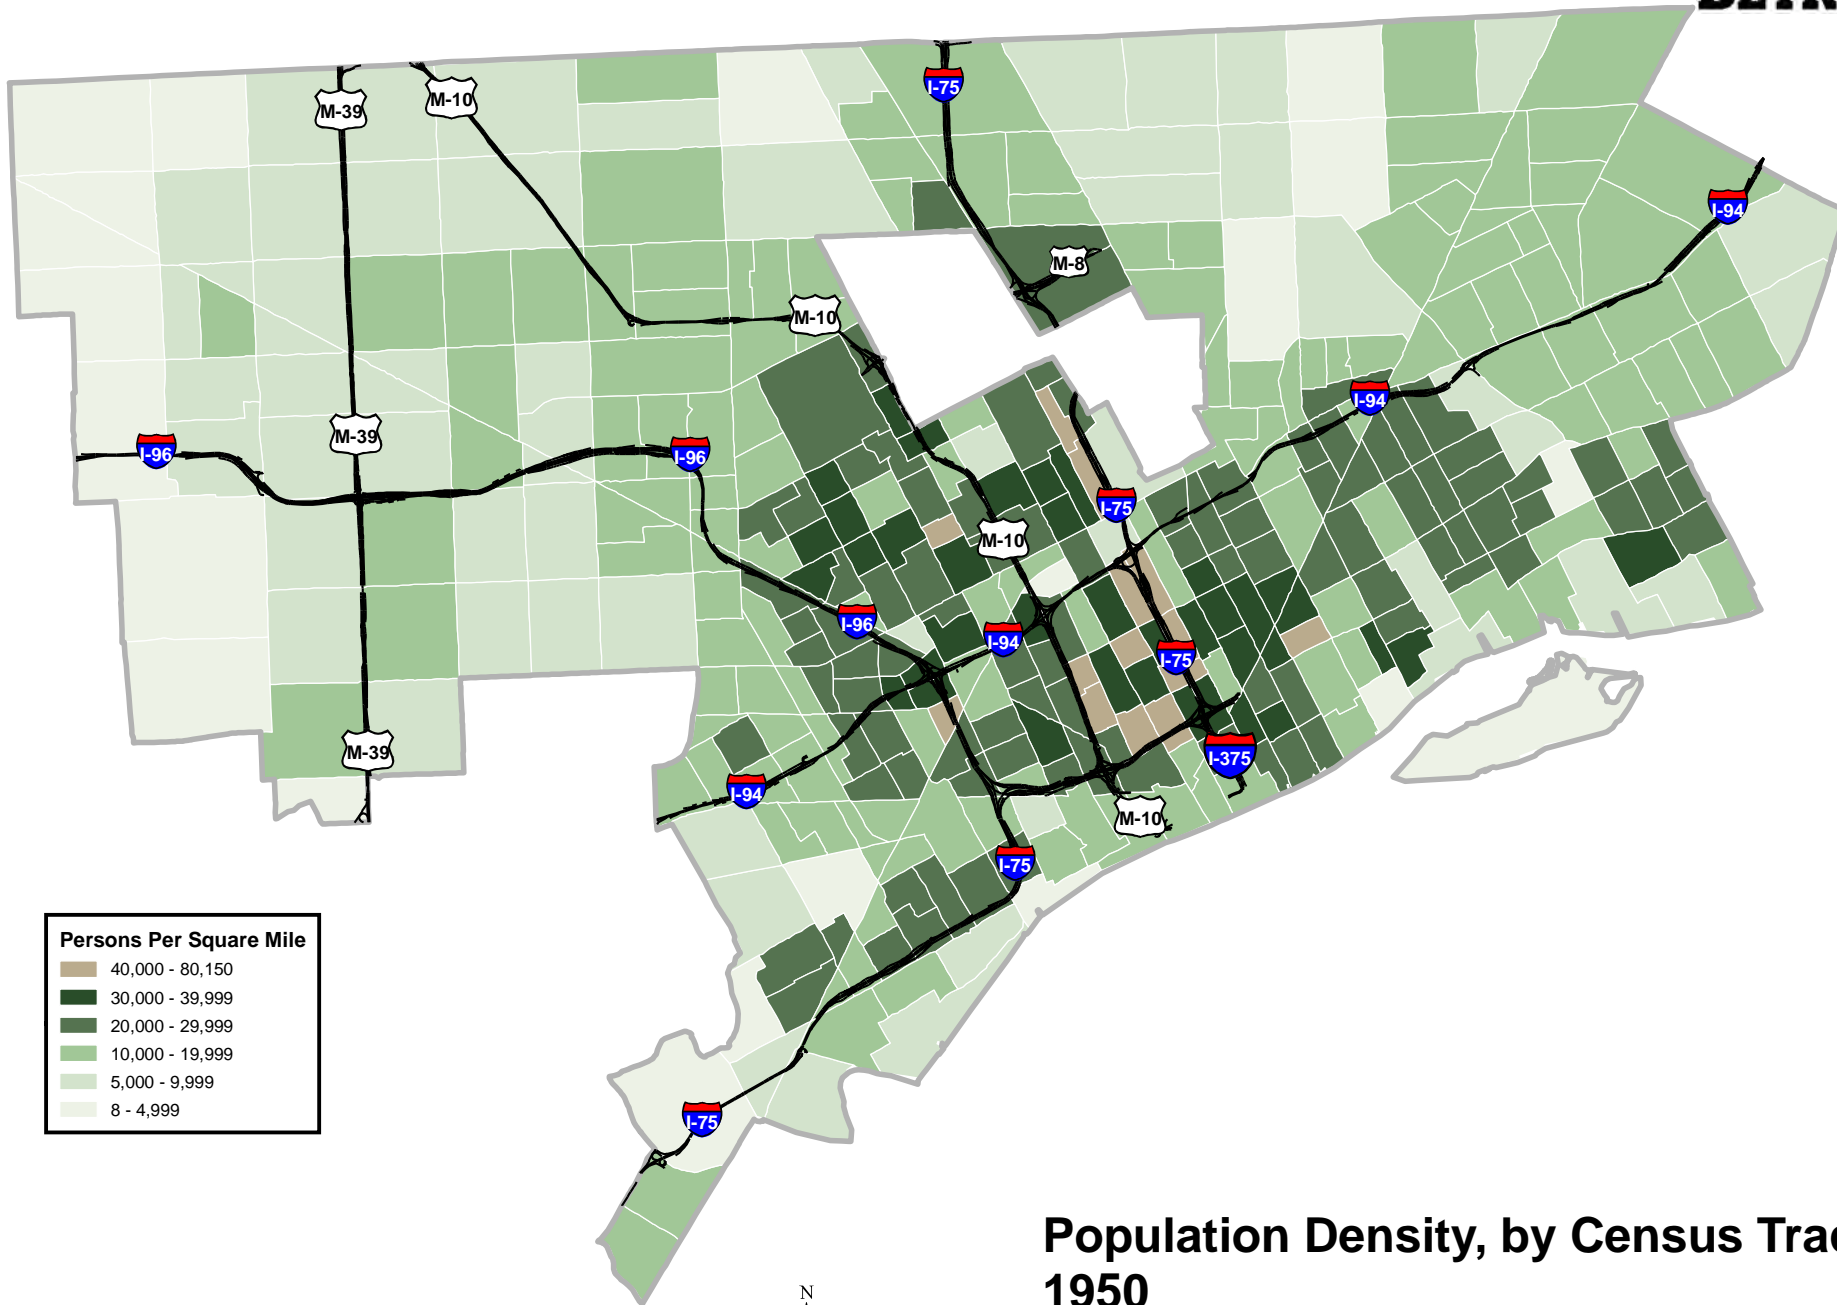 M-39
M-10
I-75
I-94
M-8
M-10
I-94
M-39
I-96
I-96
I-75
M-10
I-96
I-94
I-75
M-39
I-375
I-94
M-10
I-75
Persons Per Square Mile
40,000 - 80,150
30,000 - 39,999
20,000 - 29,999
10,000 - 19,999
5,000 - 9,999
8 - 4,999
I-75
Population Density, by Census Trac
1950
N